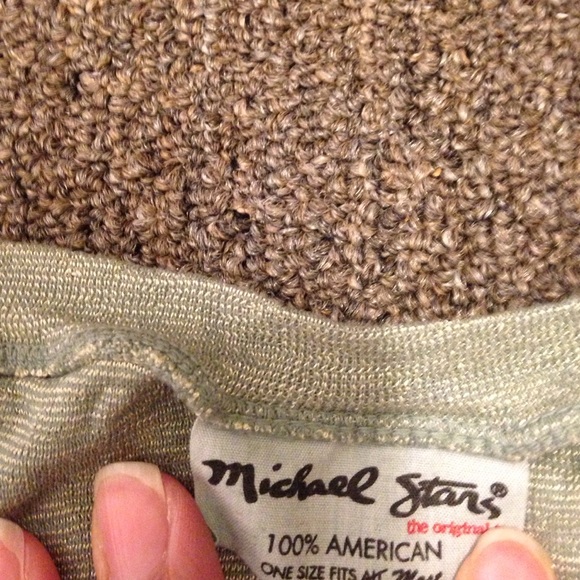 Michael Stars®
the original
100% AMERICAN
ONE SIZE FITS